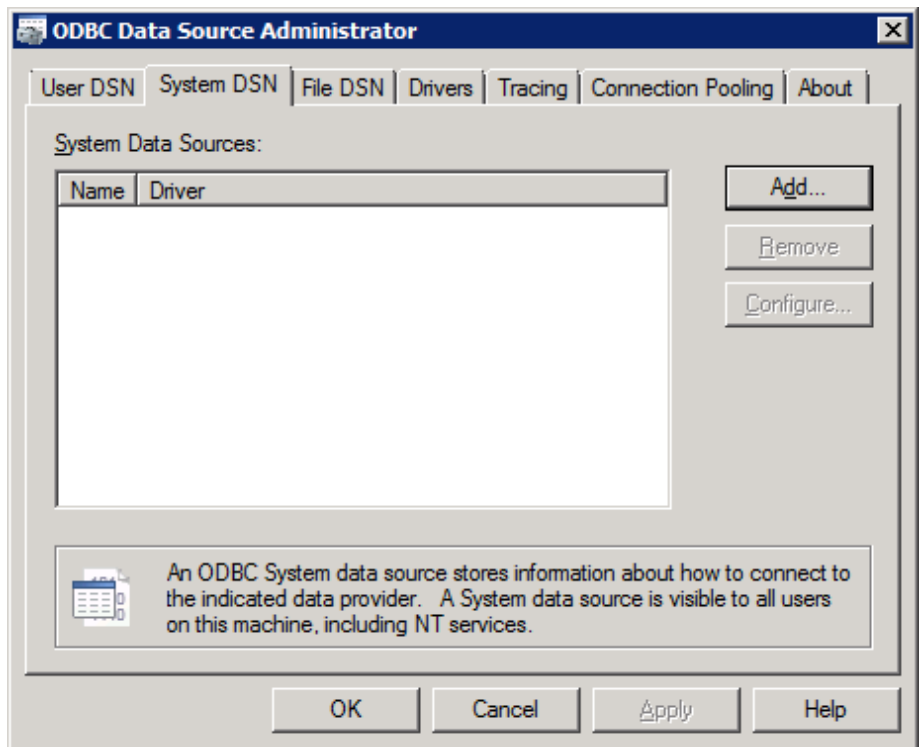 ODBC Data Source Administrator
User DSN System DSN File DSN Drivers Tracing Connection Pooling About
System Data Sources:
Name Driver
Add...
Remove
Configure...
An ODBC System data source stores information about how to connect to
the indicated data provider. A System data source is visible to all users
on this machine, including NT services.
OK Cancel Apply Help